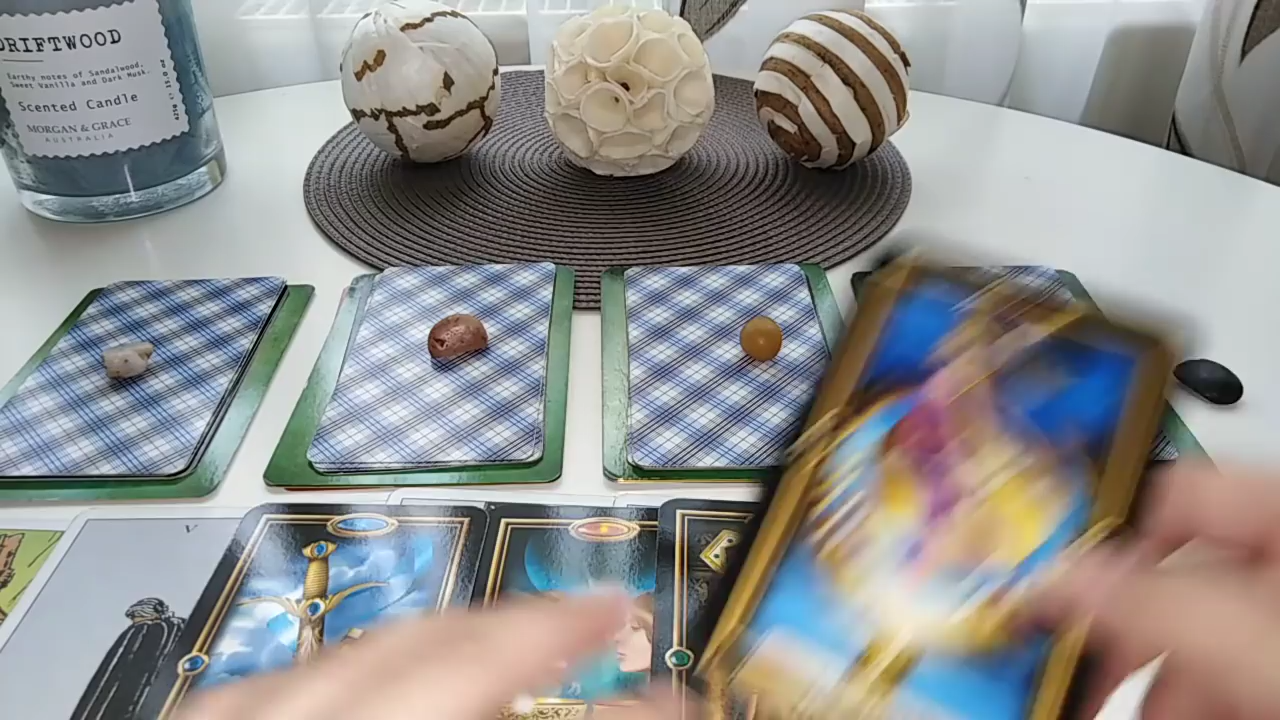 DRIFTWOOD
Earthy notes of Sandalwood,
Sweet Vanilla and Dark Musk.
Scented Candle
MORGAN & GRACE
AUSTRALIA
V